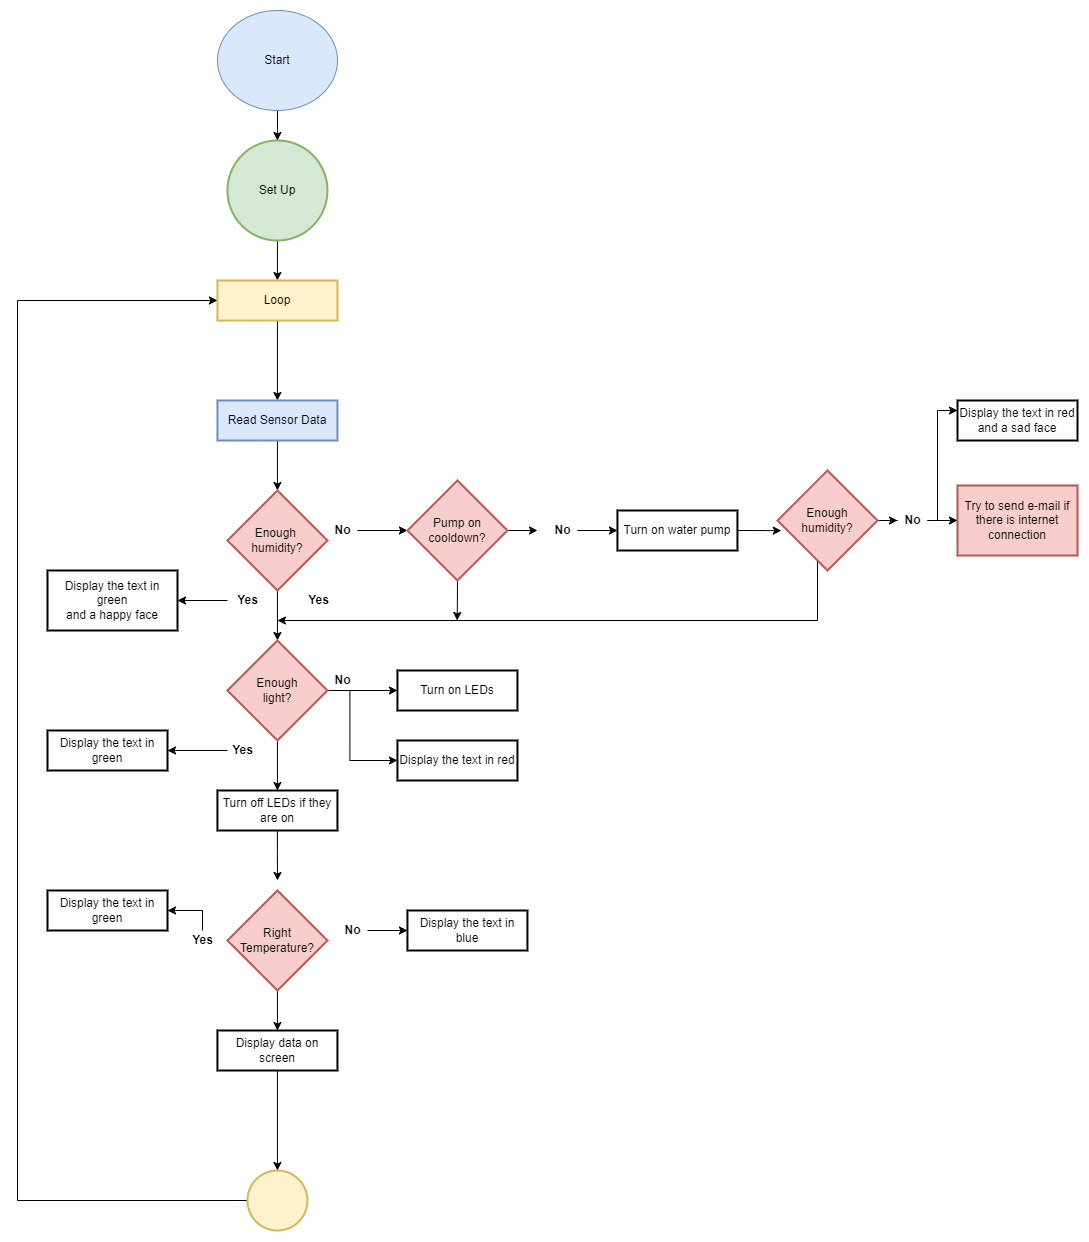 Start
Set Up
Loop
Read Sensor Data
Display the text in red
and a sad face
Enough
humidity?
No
Pump on
cooldown?
No
Turn on water pump
Enough
humidity?
No
Try to send e-mail if
there is internet
connection
Display the text in
green
and a happy face
Yes
Yes
Enough
light?
No
Turn on LEDs
Display the text in
green
Yes
Display the text in red
Turn off LEDs if they
are on
Display the text in
green
Yes
Right
Temperature?
No
Display the text in
blue
Display data on
screen